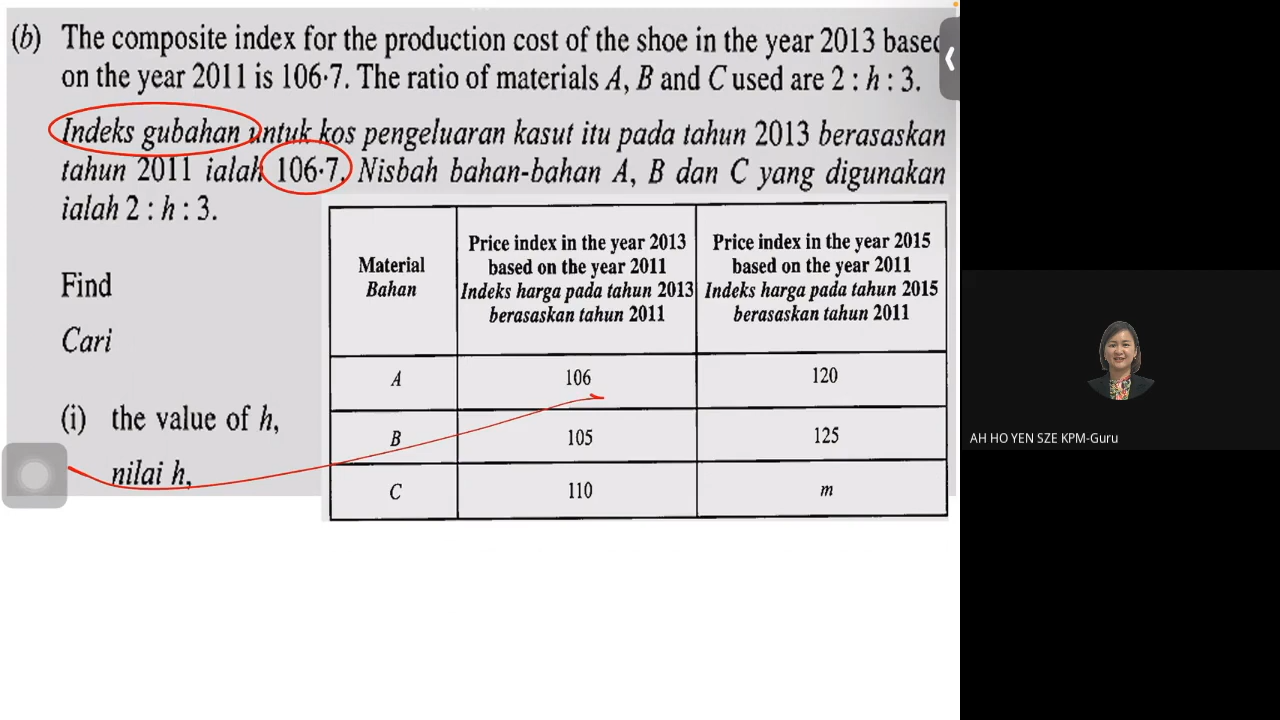 (b) The composite index for the production cost of the shoe in the year 2013 based
on the year 2011 is 106·7. The ratio of materials A, B and C used are 2 : h : 3.
Indeks gubahan untuk kos pengeluaran kasut itu pada tahun 2013 berasaskan
tahun 2011 ialah 106·7. Nisbah bahan-bahan A, B dan C yang digunakan
ialah 2 : h : 3.
Find
Cari
(i) the value of h,
nilai h,
Material
Bahan
Price index in the year 2013
based on the year 2011
Indeks harga pada tahun 2013
berasaskan tahun 2011
Price index in the year 2015
based on the year 2011
Indeks harga pada tahun 2015
berasaskan tahun 2011
A 106 120
B 105 125
C 110 m
AH HO YEN SZE KPM-Guru